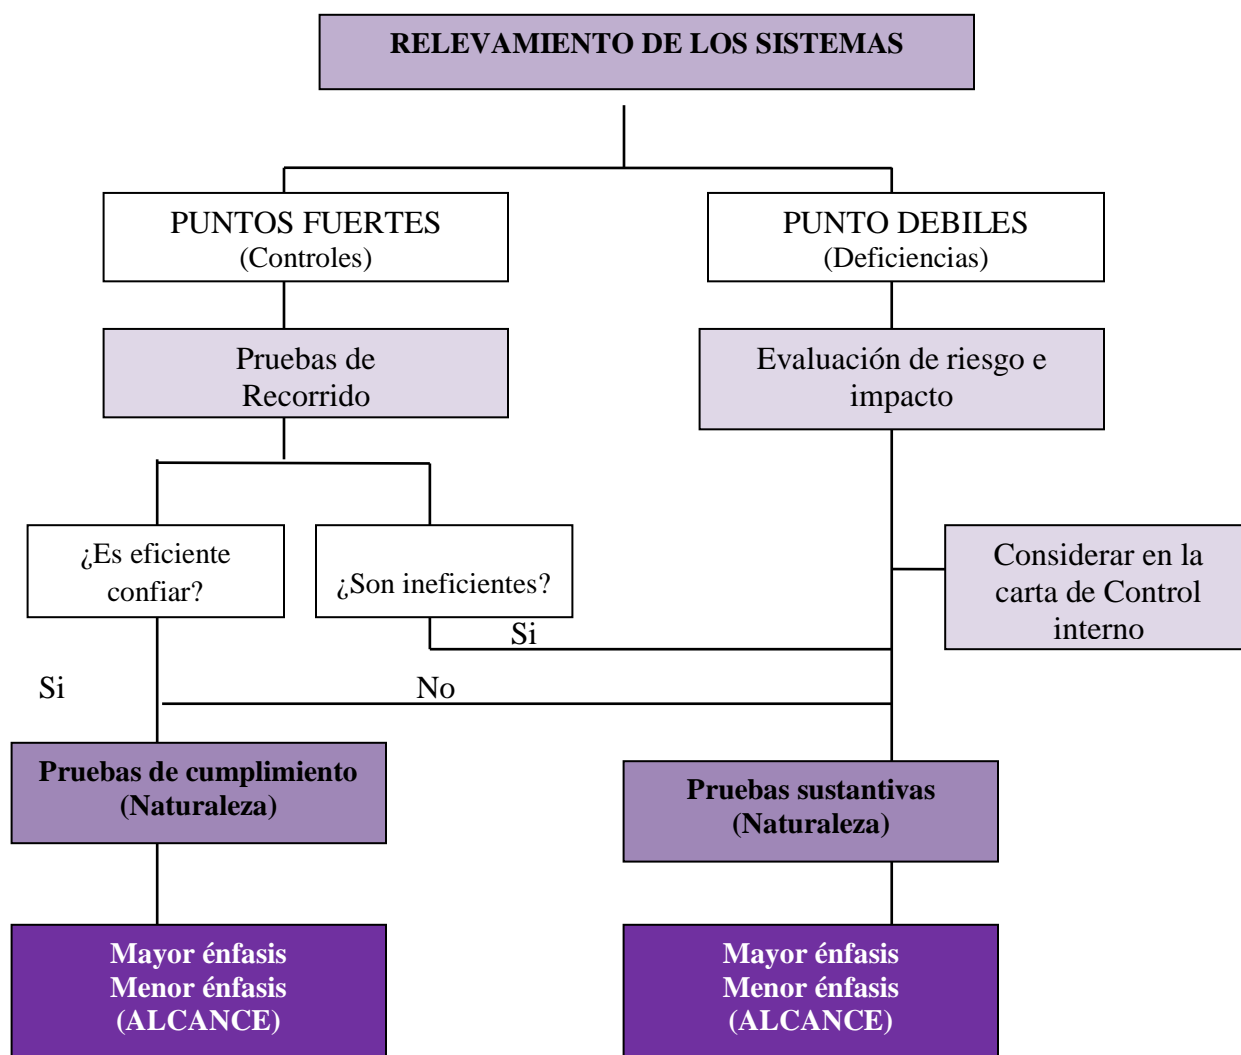 RELEVAMIENTO DE LOS SISTEMAS
PUNTOS FUERTES
(Controles)
PUNTO DEBILES
(Deficiencias)
Pruebas de
Recorrido
Evaluación de riesgo e
impacto
¿Es eficiente
confiar?
¿Son ineficientes?
Considerar en la
carta de Control
interno
Si
Si
No
Pruebas de cumplimiento
(Naturaleza)
Pruebas sustantivas
(Naturaleza)
Mayor énfasis
Menor énfasis
(ALCANCE)
Mayor énfasis
Menor énfasis
(ALCANCE)